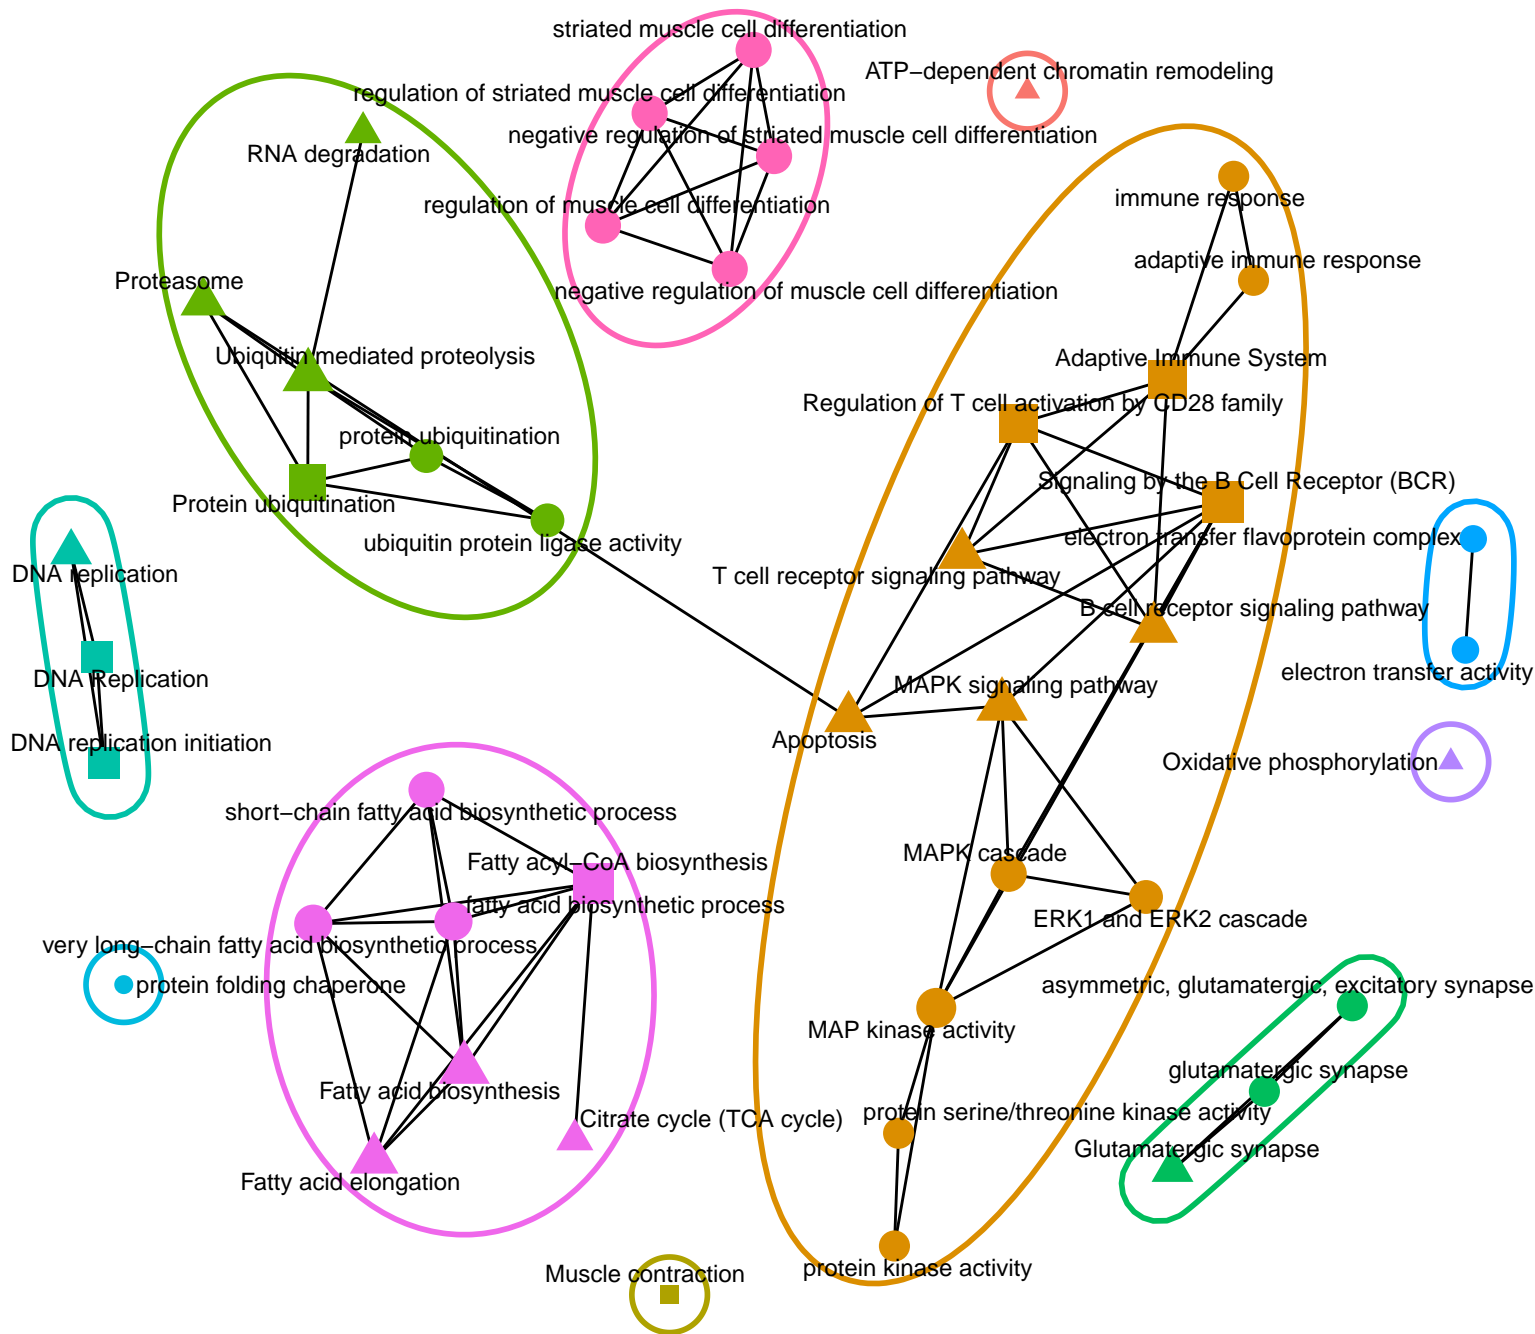 striated muscle cell differentiation
ATP−dependent chromatin remodeling
regulation of striated muscle cell differentiation
negative regulation of striated muscle cell differentiation
RNA degradation
immune response
regulation of muscle cell differentiation
adaptive immune response
Proteasome
negative regulation of muscle cell differentiation
Ubiquitin mediated proteolysis
Adaptive Immune System
Regulation of T cell activation by CD28 family
protein ubiquitination
Signaling by the B Cell Receptor (BCR)
Protein ubiquitination
electron transfer flavoprotein complex
ubiquitin protein ligase activity
DNA replication
T cell receptor signaling pathway
B cell receptor signaling pathway
electron transfer activity
DNA Replication
MAPK signaling pathway
DNA replication initiation
Apoptosis
Oxidative phosphorylation
short−chain fatty acid biosynthetic process
MAPK cascade
Fatty acyl−CoA biosynthesis
fatty acid biosynthetic process
ERK1 and ERK2 cascade
very long−chain fatty acid biosynthetic process
protein folding chaperone
asymmetric, glutamatergic, excitatory synapse
MAP kinase activity
glutamatergic synapse
Fatty acid biosynthesis
protein serine/threonine kinase activity
Citrate cycle (TCA cycle)
Glutamatergic synapse
Fatty acid elongation
protein kinase activity
Muscle contraction